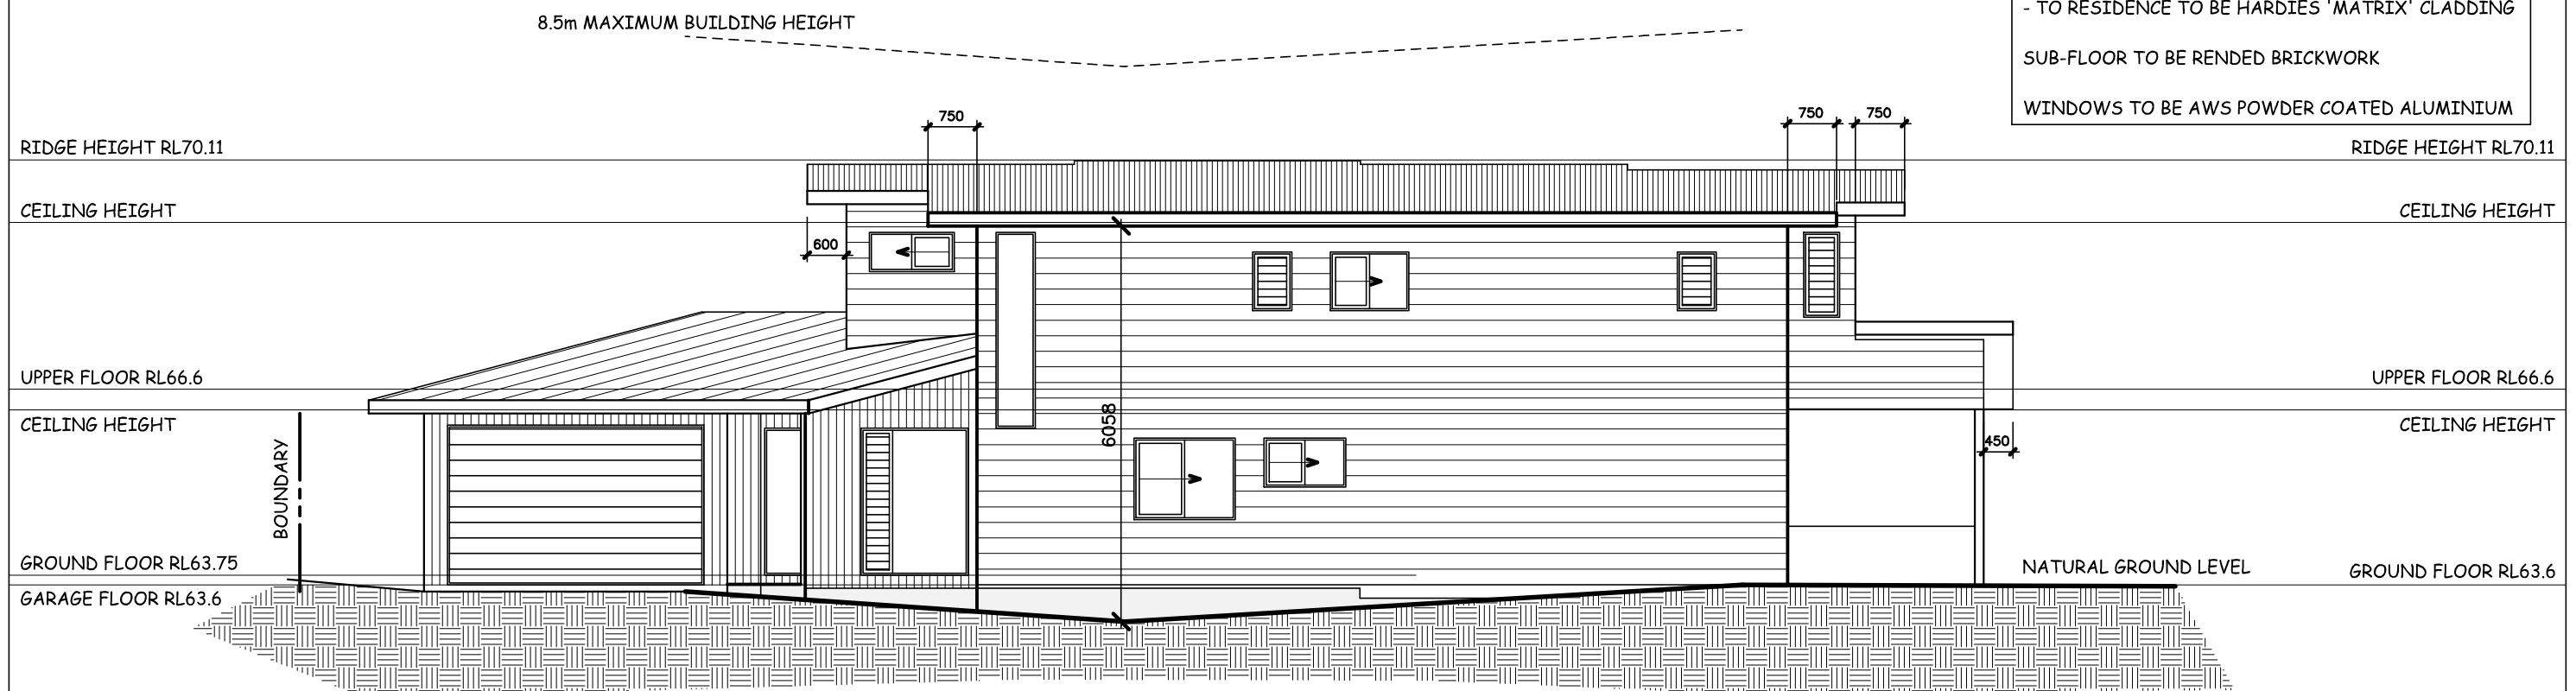 8.5m MAXIMUM BUILDING HEIGHT
- TO RESIDENCE TO BE HARDIES 'MATRIX' CLADDING
SUB-FLOOR TO BE RENDED BRICKWORK
WINDOWS TO BE AWS POWDER COATED ALUMINIUM
750
750
750
RIDGE HEIGHT RL70.11
RIDGE HEIGHT RL70.11
CEILING HEIGHT
CEILING HEIGHT
600
UPPER FLOOR RL66.6
UPPER FLOOR RL66.6
CEILING HEIGHT
6058
CEILING HEIGHT
450
BOUNDARY
GROUND FLOOR RL63.75
NATURAL GROUND LEVEL
GROUND FLOOR RL63.6
GARAGE FLOOR RL63.6